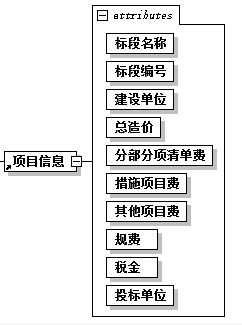 attributes
标段名称
标段编号
建设单位
总造价
项目信息
分部分项清单费
措施项目费
其他项目费
规费
税金
投标单位